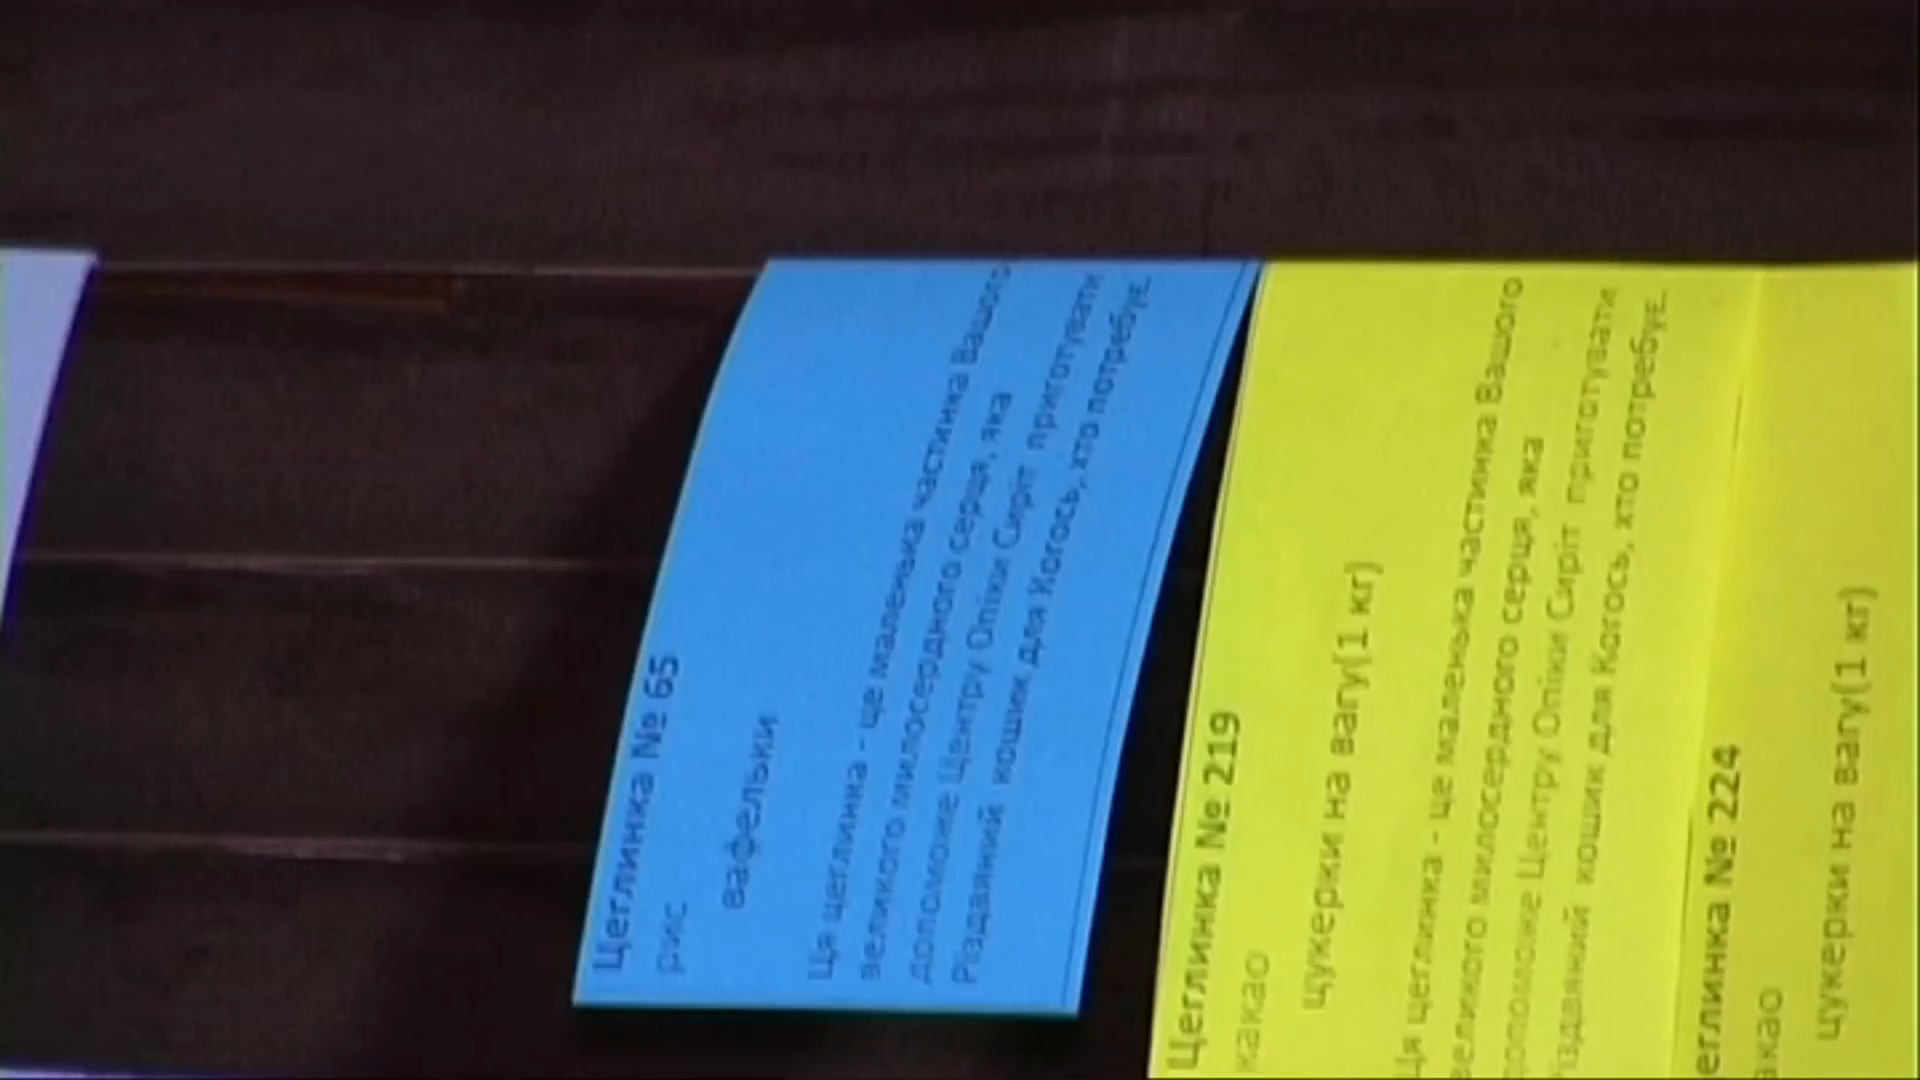 Цеглинка № 65
рис
вафельки
Ця цеглинка - це маленька частинка Вашого
великого милосердного серця, яка
допоможе Центру Опіки Сиріт приготувати
Різдвяний кошик для Когось, хто потребує.
Цеглинка № 219
какао
цукерки на вагу(1 кг)
Ця цеглинка - це маленька частинка Вашого
великого милосердного серця, яка
допоможе Центру Опіки Сиріт приготувати
Різдвяний кошик для Когось, хто потребує.
еглинка № 224
акао
цукерки на вагу(1 кг)